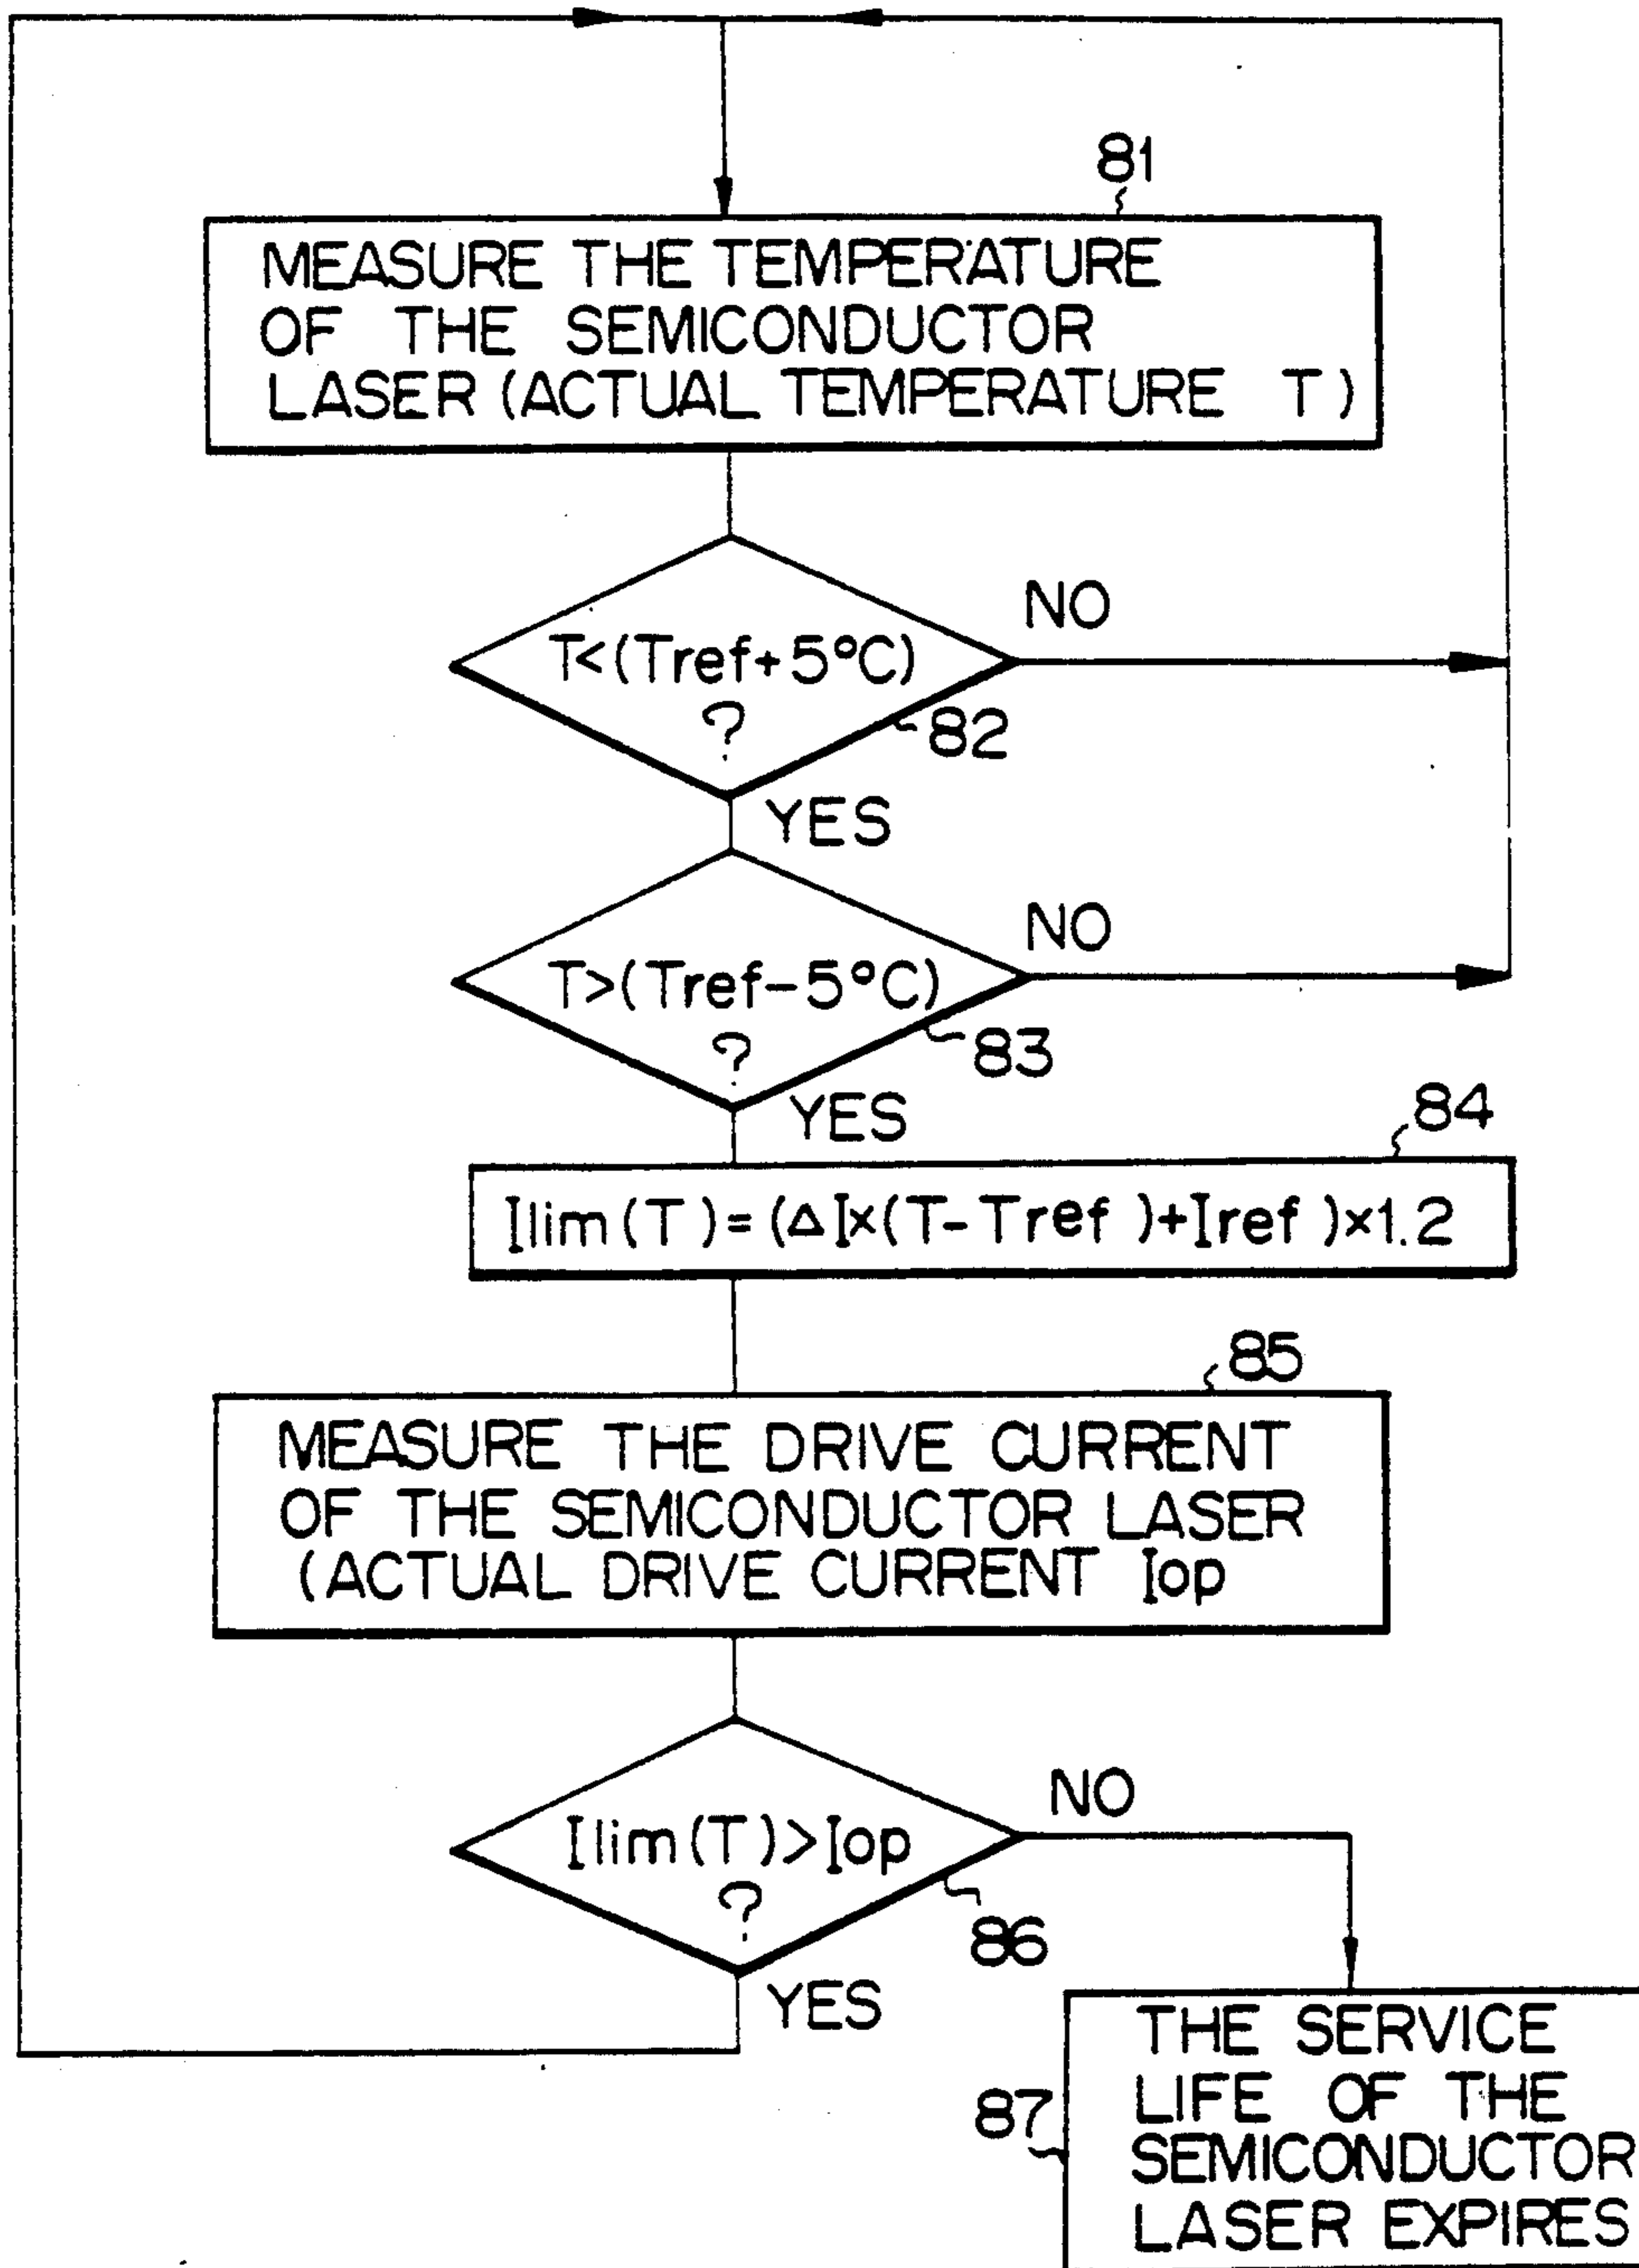 81
MEASURE THE TEMPERATURE
OF THE SEMICONDUCTOR
LASER (ACTUAL TEMPERATURE T)
NO
T<(Tref+5°C)
?
82
YES
NO
T>(Tref-5°C)
?
83
YES
84
Ilim(T)=(ΔI×(T-Tref)+Iref)×1.2
85
MEASURE THE DRIVE CURRENT
OF THE SEMICONDUCTOR LASER
(ACTUAL DRIVE CURRENT Iop
NO
Ilim(T)>Iop
?
86
YES
87
THE SERVICE
LIFE OF THE
SEMICONDUCTOR
LASER EXPIRES